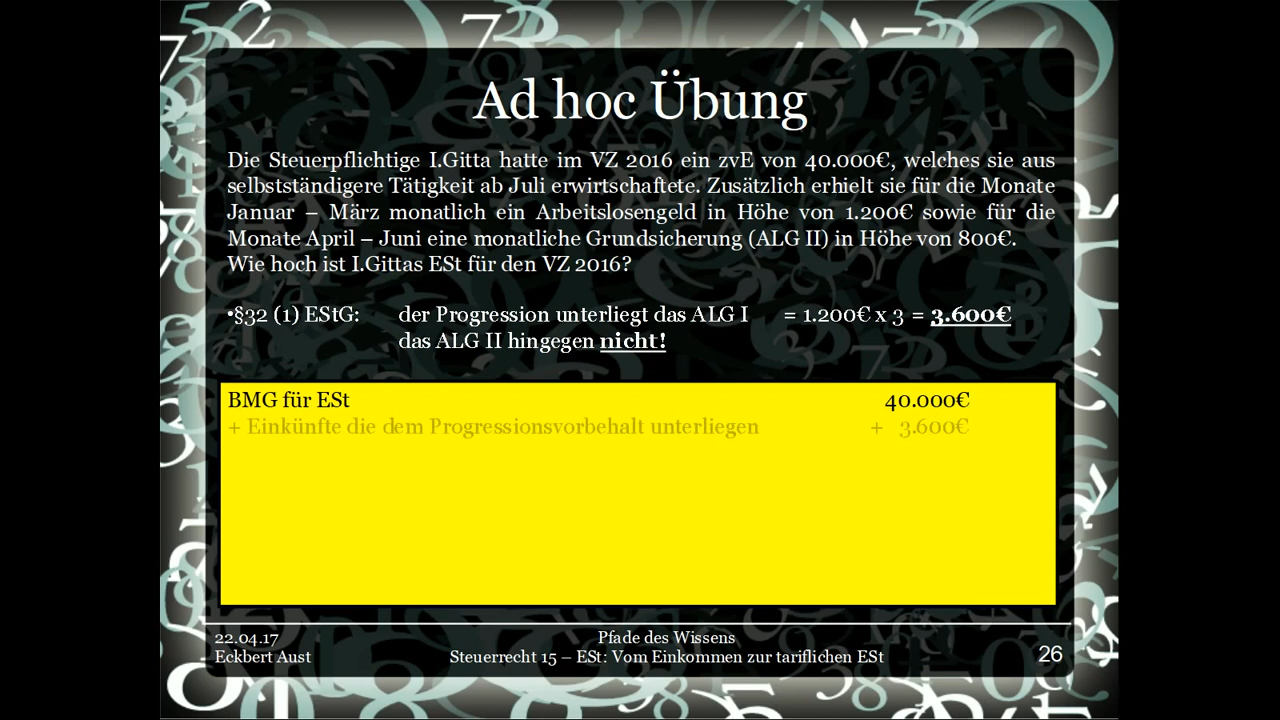 Ad hoc Übung
Die Steuerpflichtige I.Gitta hatte im VZ 2016 ein zvE von 40.000€, welches sie aus
selbstständigere Tätigkeit ab Juli erwirtschaftete. Zusätzlich erhielt sie für die Monate
Januar – März monatlich ein Arbeitslosengeld in Höhe von 1.200€ sowie für die
Monate April – Juni eine monatliche Grundsicherung (ALG II) in Höhe von 800€.
Wie hoch ist I.Gittas ESt für den VZ 2016?
•§32 (1) EStG: der Progression unterliegt das ALG I = 1.200€ x 3 = 3.600€
das ALG II hingegen nicht!
BMG für ESt 40.000€
+ Einkünfte die dem Progressionsvorbehalt unterliegen + 3.600€
22.04.17
Eckbert Aust
Pfade des Wissens
Steuerrecht 15 – ESt: Vom Einkommen zur tariflichen ESt
26